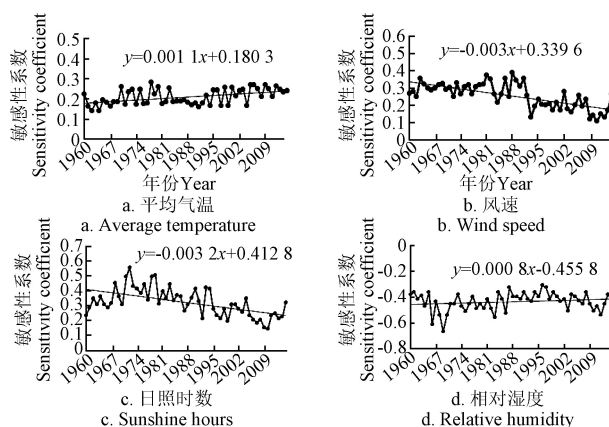 敏感性系数
Sensitivity coefficient
0.5
0.4
0.3
0.2
0.1
0
y=0.001 1x+0.180 3
1960
1967
1974
1981
1988
1995
2002
2009
年份Year
a. 平均气温
a. Average temperature
敏感性系数
Sensitivity coefficient
0.6
0.5
0.4
0.3
0.2
0.1
0
y=-0.003x+0.339 6
1960
1967
1974
1981
1988
1995
2002
2009
年份Year
b. 风速
b. Wind speed
敏感性系数
Sensitivity coefficient
0.7
0.6
0.5
0.4
0.3
0.2
0.1
0
y=-0.003 2x+0.412 8
1960
1967
1974
1981
1988
1995
2002
2009
c. 日照时数
c. Sunshine hours
敏感性系数
Sensitivity coefficient
0
-0.2
-0.4
-0.6
-0.8
y=0.000 8x-0.455 8
1960
1967
1974
1981
1988
1995
2002
2009
d. 相对湿度
d. Relative humidity